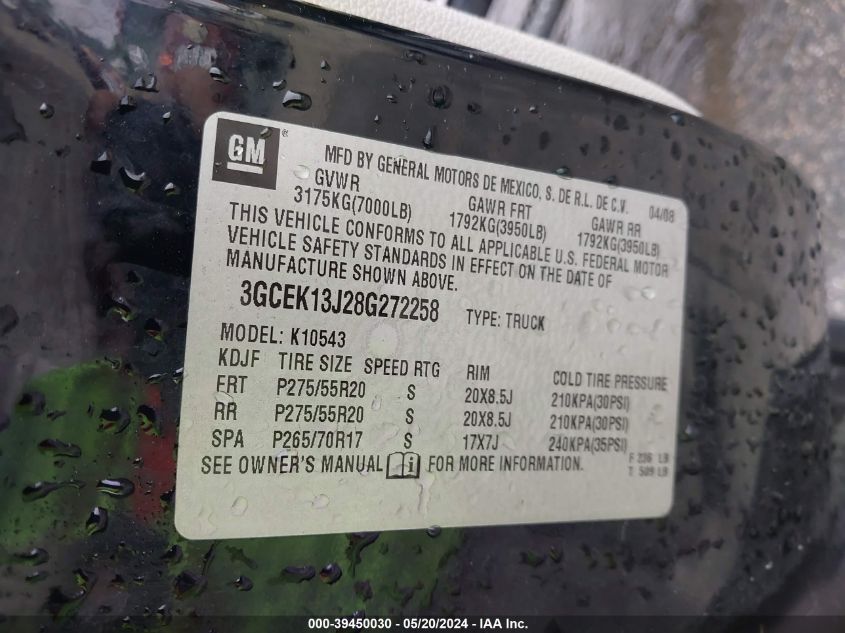 GM ® MFD BY GENERAL MOTORS DE MEXICO, S. DE R.L. DE C.V. 04/08
GVWR GAWR FRT GAWR RR
3175KG(7000LB) 1792KG(3950LB) 1792KG(3950LB)
THIS VEHICLE CONFORMS TO ALL APPLICABLE U.S. FEDERAL MOTOR
VEHICLE SAFETY STANDARDS IN EFFECT ON THE DATE OF
MANUFACTURE SHOWN ABOVE.
3GCEK13J28G272258 TYPE: TRUCK
MODEL: K10543
KDJF TIRE SIZE SPEED RTG RIM COLD TIRE PRESSURE
FRT P275/55R20 S 20X8.5J 210KPA(30PSI)
RR P275/55R20 S 20X8.5J 210KPA(30PSI)
SPA P265/70R17 S 17X7J 240KPA(35PSI)
SEE OWNER'S MANUAL i FOR MORE INFORMATION.
F 236 LB
T 509 LB
000-39450030 - 05/20/2024 - IAA Inc.